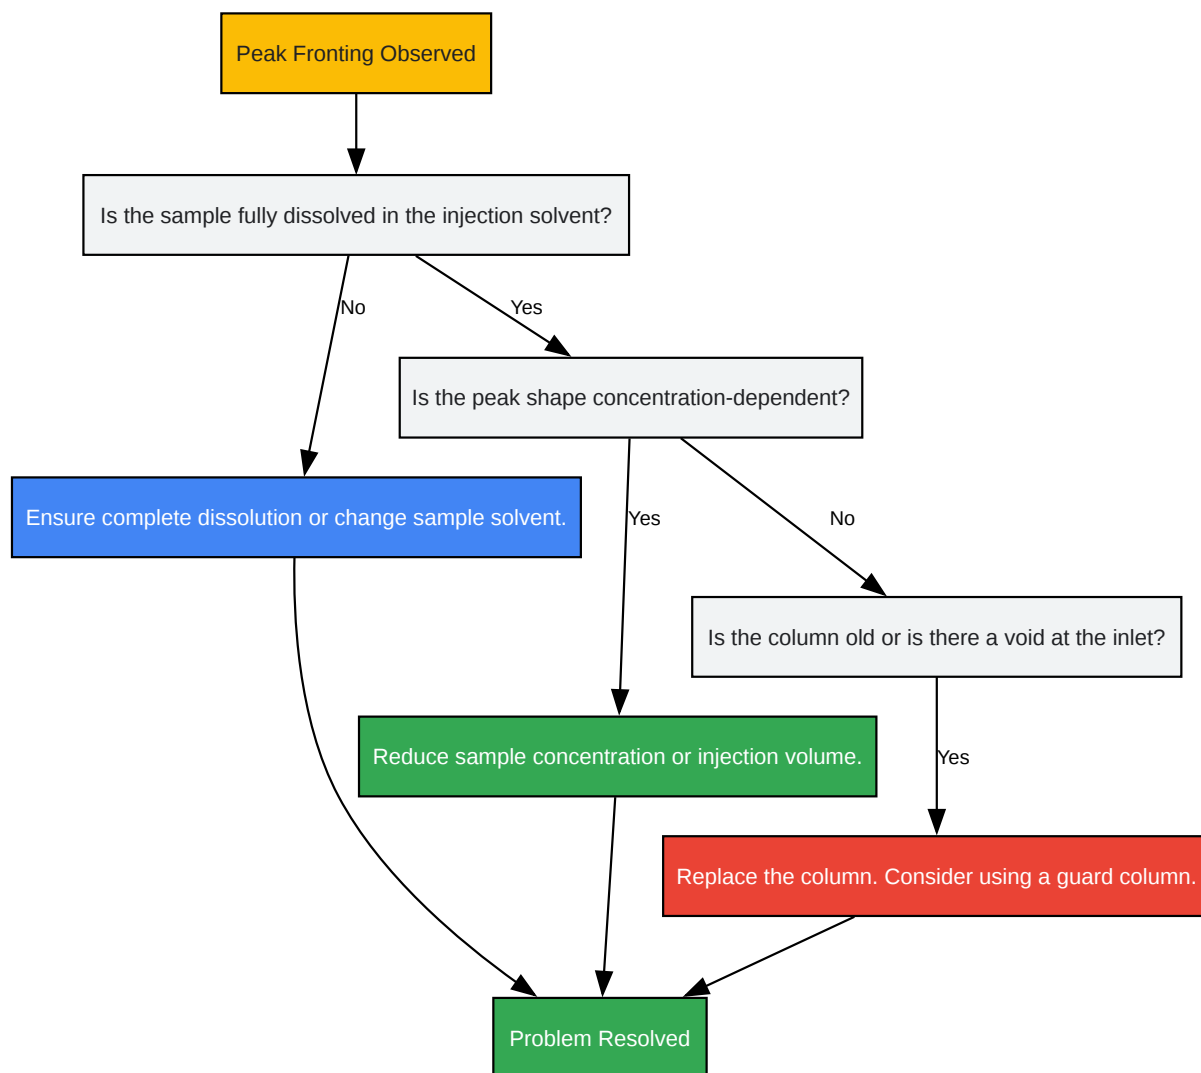 Peak Fronting Observed
Is the sample fully dissolved in the injection solvent?
No
Yes
Is the peak shape concentration-dependent?
Ensure complete dissolution or change sample solvent.
Yes
No
Is the column old or is there a void at the inlet?
Reduce sample concentration or injection volume.
Yes
Replace the column. Consider using a guard column.
Problem Resolved